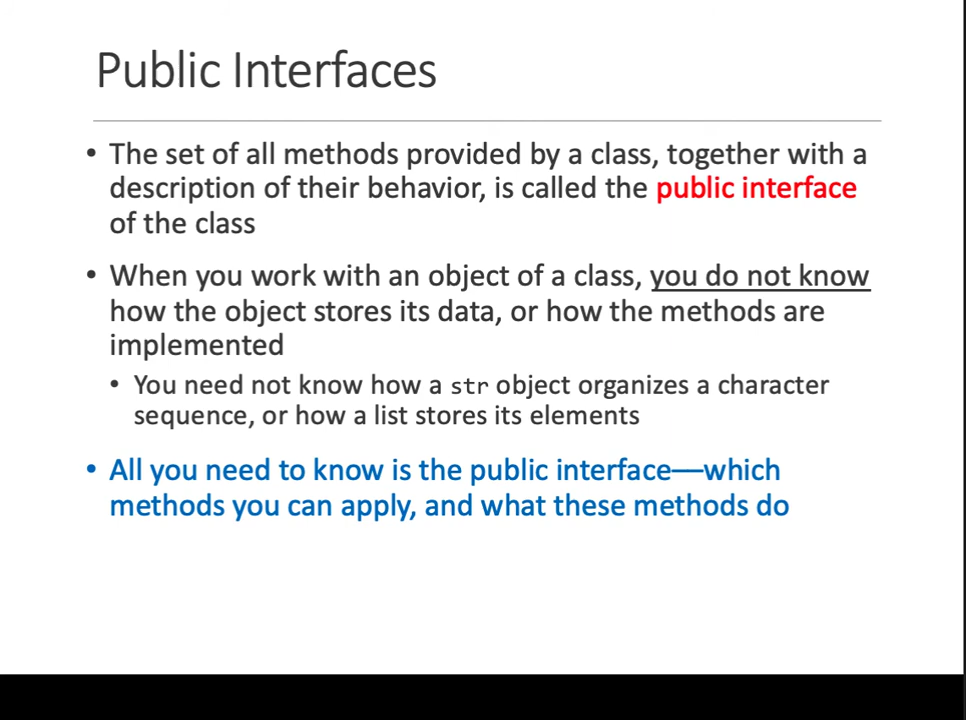 Public Interfaces
• The set of all methods provided by a class, together with a
description of their behavior, is called the public interface
of the class
• When you work with an object of a class, you do not know
how the object stores its data, or how the methods are
implemented
• You need not know how a str object organizes a character
sequence, or how a list stores its elements
• All you need to know is the public interface—which
methods you can apply, and what these methods do